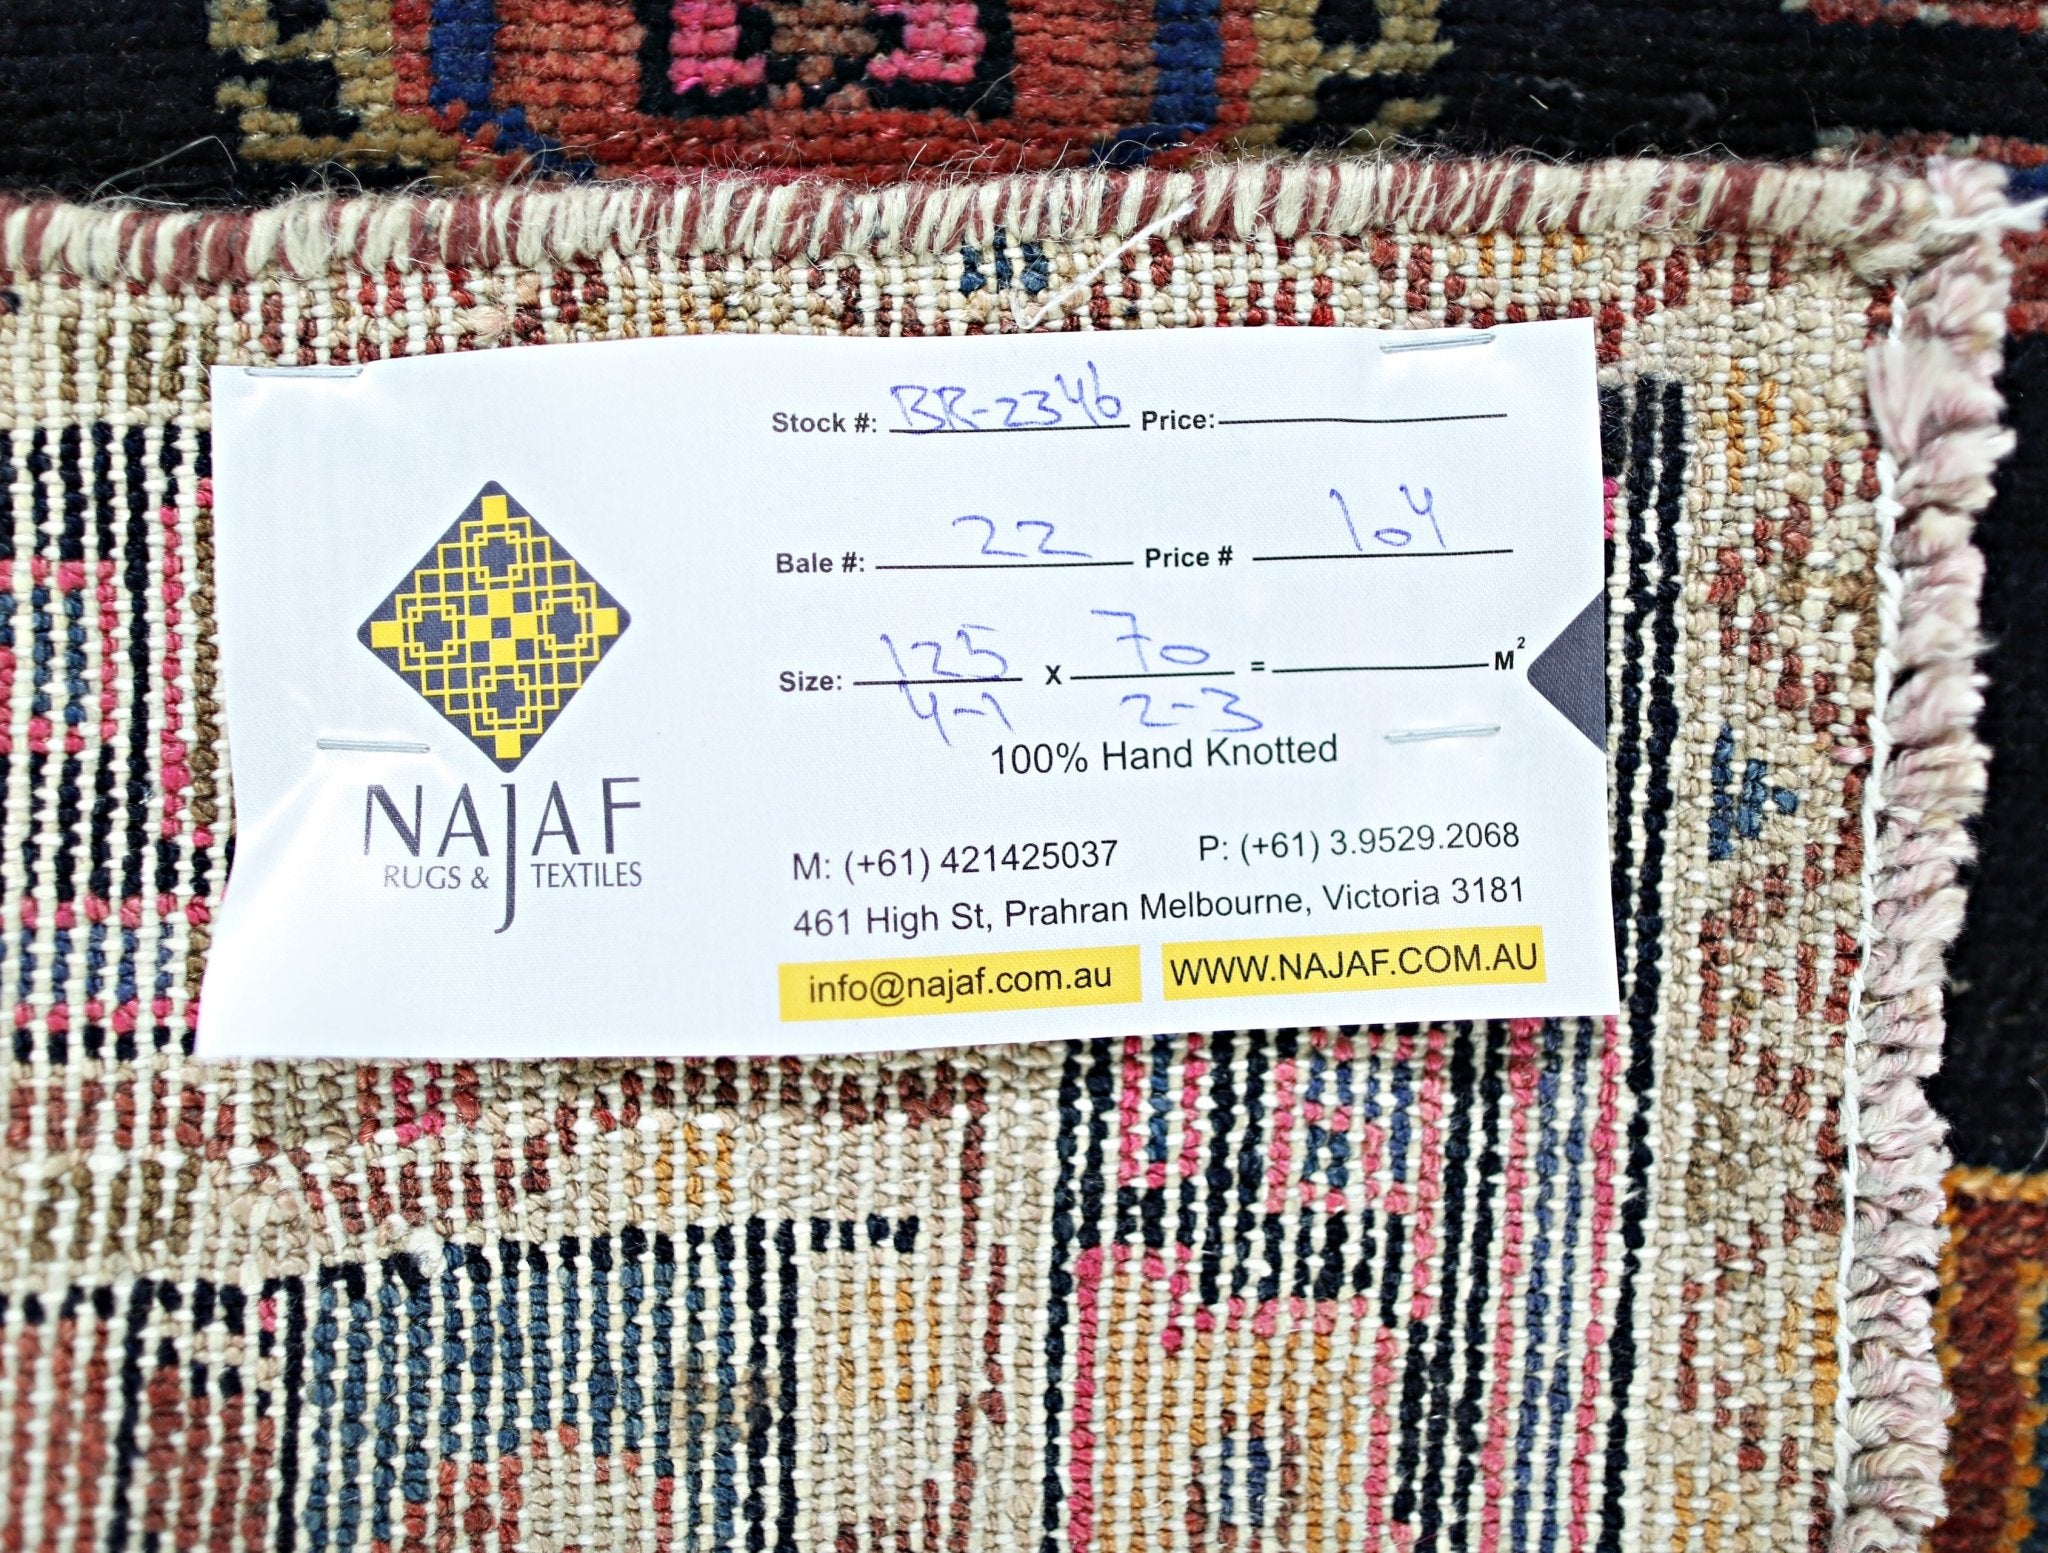 Stock #: BR-2346 Price:
Bale #: 22 Price # 104
Size: 125 x 70 = M²
4-1 2-3
100% Hand Knotted
NAJAF
RUGS & TEXTILES
M: (+61) 421425037 P: (+61) 3.9529.2068
461 High St, Prahran Melbourne, Victoria 3181
info@najaf.com.au WWW.NAJAF.COM.AU